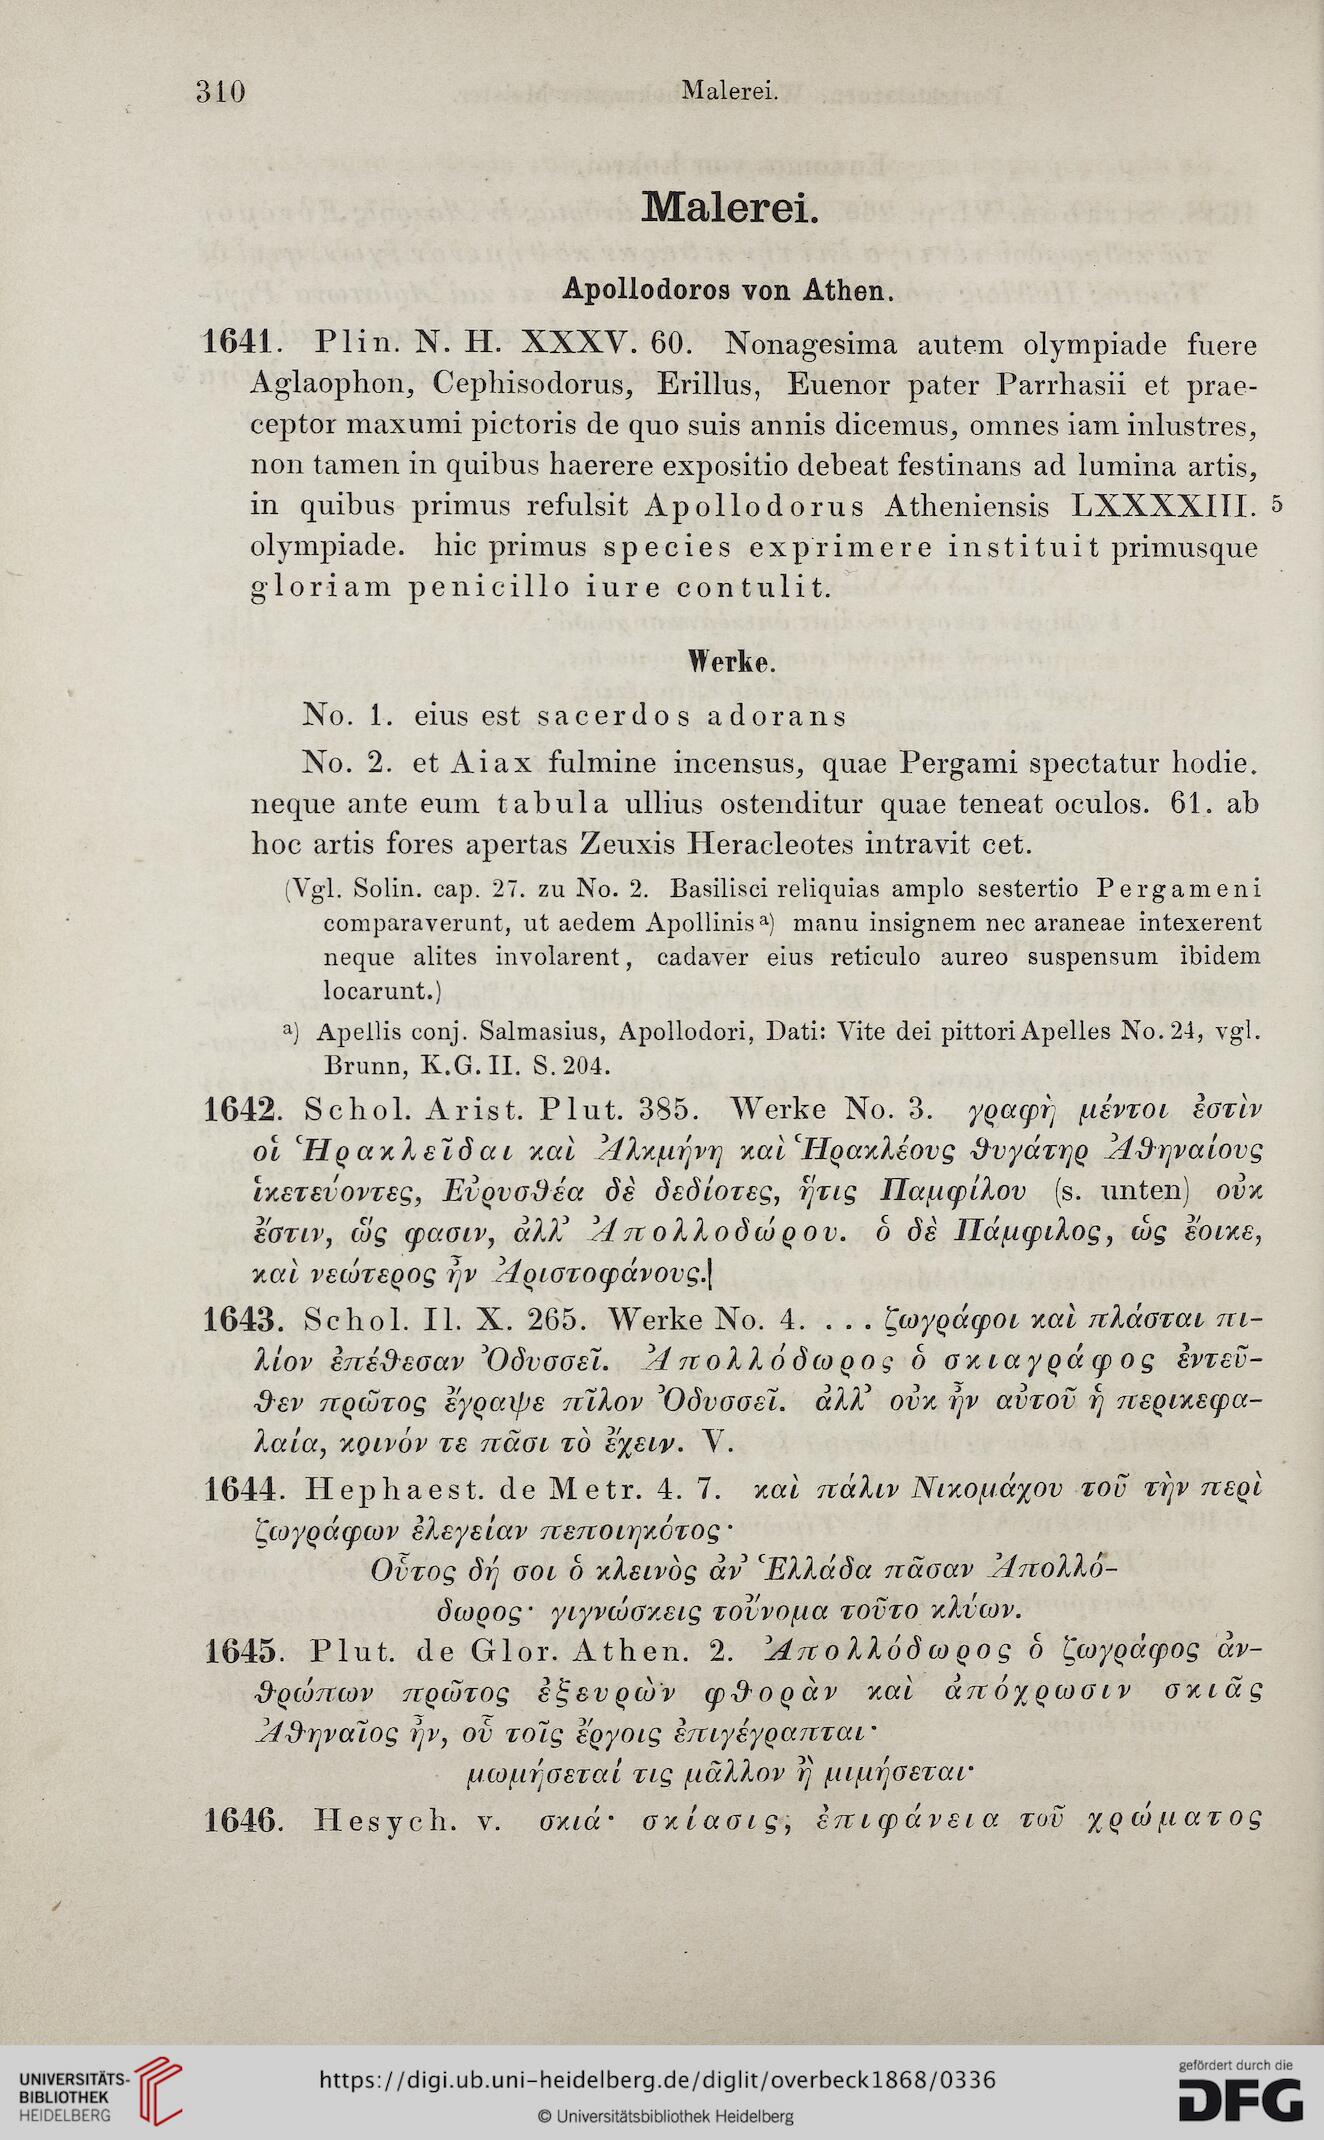 310 Malerei.
Malerei.
Apollodoros von Athen.
1641. Plin. N. H. XXXV. 60. Nonagesima autem olympiade fuere
Aglaophon, Cephisodorus, Erillus, Euenor pater Parrhasii et prae-
ceptor maxumi pictoris de quo suis annis dicemus, omnes iam inlustres,
non tamen in quibus haerere expositio debeat festinans ad lumina artis,
in quibus primus refulsit Apollodorus Atheniensis LXXXXIII. 5
olympiade. hic primus species exprimere instituit primusque
gloriam penicillo iure contulit.
Werke.
No. 1. eius est sacerdos adorans
No. 2. et Aiax fulmine incensus, quae Pergami spectatur hodie.
neque ante eum tabula ullius ostenditur quae teneat oculos. 61. ab
hoc artis fores apertas Zeuxis Heracleotes intravit cet.
(Vgl. Solin. cap. 27. zu No. 2. Basilisci reliquias amplo sestertio Pergameni
comparaverunt, ut aedem Apollinis a) manu insignem nec araneae intexerent
neque alites involarent, cadaver eius reticulo aureo suspensum ibidem
locarunt.)
a) Apellis conj. Salmasius, Apollodori, Dati: Vite dei pittori Apelles No. 24, vgl.
Brunn, K.G. II. S. 204.
1642. Schol. Arist. Plut. 385. Werke No. 3. γραφὴ μέντοι ἐστὶν
οἱ Ἡρακλεῖδαι καὶ Ἀλκμήνη καὶ Ἡρακλέους θυγάτηρ Ἀθηναίους
ἱκετεύοντες, Εὐρυσθέα δὲ δεδίοτες, ἥτις Παμφίλου (s. unten) οὐκ
ἔστιν, ὥς φασιν, ἀλλ’ Ἀπολλοδώρου. ὁ δὲ Πάμφιλος, ὡς ἔοικε,
καὶ νεώτερος ἦν Ἀριστοφάνους.|
1643. Schol. Il. X. 265. Werke No. 4. . . . ζωγράφοι καὶ πλάσται πι-
λίον ἐπέθεσαν Ὀδυσσεῖ. Ἀπολλόδωρος ὁ σκιαγράφος ἐντεῦ-
θεν πρῶτος ἔγραψε πῖλον Ὀδυσσεῖ. ἀλλ’ οὐκ ἦν αὐτοῦ ἡ περικεφα-
λαία, κρινόν τε πᾶσι τὸ ἔχειν. V.
1644. Hephaest. de Metr. 4. 7. καὶ πάλιν Νικομάχου τοῦ τὴν περὶ
ζωγράφων ἐλεγείαν πεποιηκότος·
Οὗτος δή σοι ὁ κλεινὸς ἀν’ Ἑλλάδα πᾶσαν Ἀπολλό-
δωρος· γιγνώσκεις τοὔνομα τοῦτο κλύων.
1645. Plut. de Glor. Athen. 2. Ἀπολλόδωρος ὁ ζωγράφος ἀν-
θρώπων πρῶτος ἐξευρὼν φθορὰν καὶ ἀπόχρωσιν σκιᾶς
Ἀθηναῖος ἦν, οὗ τοῖς ἔργοις ἐπιγέγραπται·
μωμήσεταί τις μᾶλλον ἢ μιμήσεται·
1646. Hesych. v. σκιά· σκίασις, ἐπιφάνεια τοῦ χρώματος
UNIVERSITÄTS-
BIBLIOTHEK
HEIDELBERG
https://digi.ub.uni-heidelberg.de/diglit/overbeck1868/0336
© Universitätsbibliothek Heidelberg
gefördert durch die
DFG